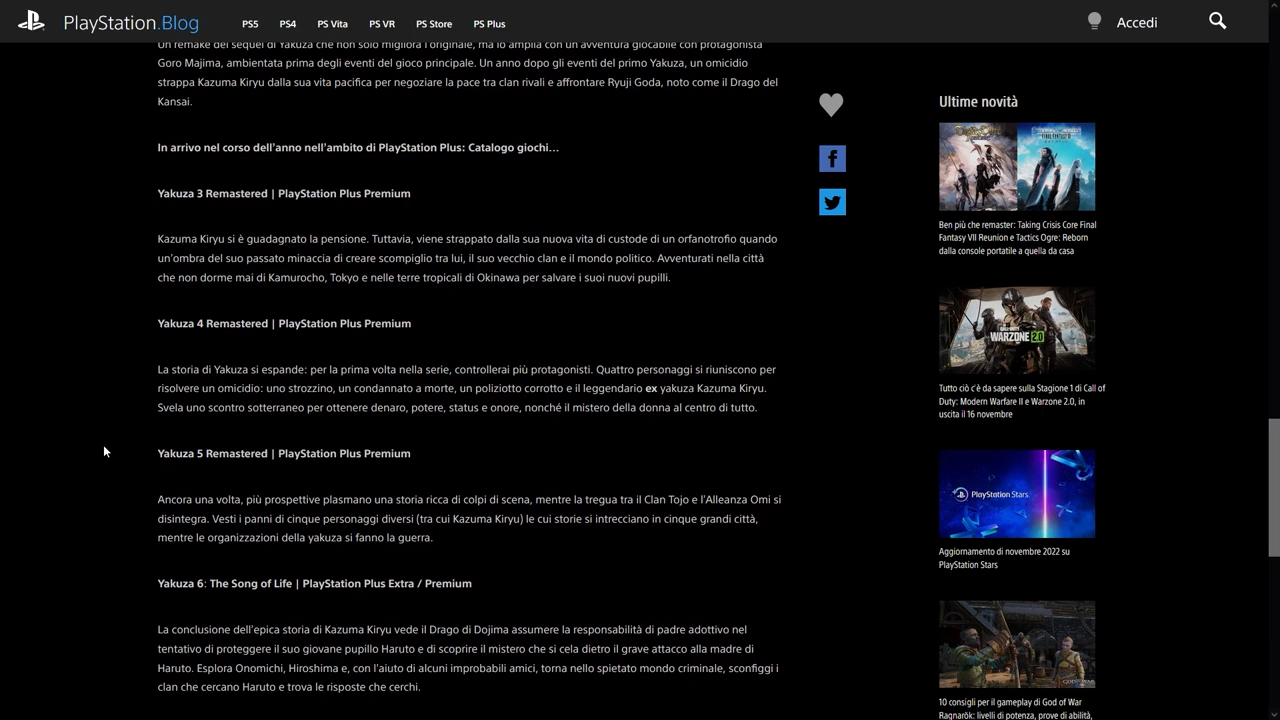 PlayStation.Blog
PS5
PS4
PS Vita
PS VR
PS Store
PS Plus
Accedi
Un remake del sequel di Yakuza che non solo migliora l'originale, ma lo amplia con un'avventura giocabile con protagonista
Goro Majima, ambientata prima degli eventi del gioco principale. Un anno dopo gli eventi del primo Yakuza, un omicidio
strappa Kazuma Kiryu dalla sua vita pacifica per negoziare la pace tra clan rivali e affrontare Ryuji Goda, noto come il Drago del
Kansai.
In arrivo nel corso dell'anno nell'ambito di PlayStation Plus: Catalogo giochi…
Yakuza 3 Remastered | PlayStation Plus Premium
Kazuma Kiryu si è guadagnato la pensione. Tuttavia, viene strappato dalla sua nuova vita di custode di un orfanotrofio quando
un'ombra del suo passato minaccia di creare scompiglio tra lui, il suo vecchio clan e il mondo politico. Avventurati nella città
che non dorme mai di Kamurocho, Tokyo e nelle terre tropicali di Okinawa per salvare i suoi nuovi pupilli.
Yakuza 4 Remastered | PlayStation Plus Premium
La storia di Yakuza si espande: per la prima volta nella serie, controllerai più protagonisti. Quattro personaggi si riuniscono per
risolvere un omicidio: uno strozzino, un condannato a morte, un poliziotto corrotto e il leggendario ex yakuza Kazuma Kiryu.
Svela uno scontro sotterraneo per ottenere denaro, potere, status e onore, nonché il mistero della donna al centro di tutto.
Yakuza 5 Remastered | PlayStation Plus Premium
Ancora una volta, più prospettive plasmano una storia ricca di colpi di scena, mentre la tregua tra il Clan Tojo e l'Alleanza Omi si
disintegra. Vesti i panni di cinque personaggi diversi (tra cui Kazuma Kiryu) le cui storie si intrecciano in cinque grandi città,
mentre le organizzazioni della yakuza si fanno la guerra.
Yakuza 6: The Song of Life | PlayStation Plus Extra / Premium
La conclusione dell'epica storia di Kazuma Kiryu vede il Drago di Dojima assumere la responsabilità di padre adottivo nel
tentativo di proteggere il suo giovane pupillo Haruto e di scoprire il mistero che si cela dietro il grave attacco alla madre di
Haruto. Esplora Onomichi, Hiroshima e, con l'aiuto di alcuni improbabili amici, torna nello spietato mondo criminale, sconfiggi i
clan che cercano Haruto e trova le risposte che cerchi.
Ultime novità
Ben più che remaster: Taking Crisis Core Final
Fantasy VII Reunion e Tactics Ogre: Reborn
dalla console portatile a quella da casa
CALL OF DUTY
WARZONE 2.0
Tutto ciò c'è da sapere sulla Stagione 1 di Call of
Duty: Modern Warfare II e Warzone 2.0, in
uscita il 16 novembre
PlayStation Stars
Aggiornamento di novembre 2022 su
PlayStation Stars
10 consigli per il gameplay di God of War
Ragnarök: livelli di potenza, prove di abilità,